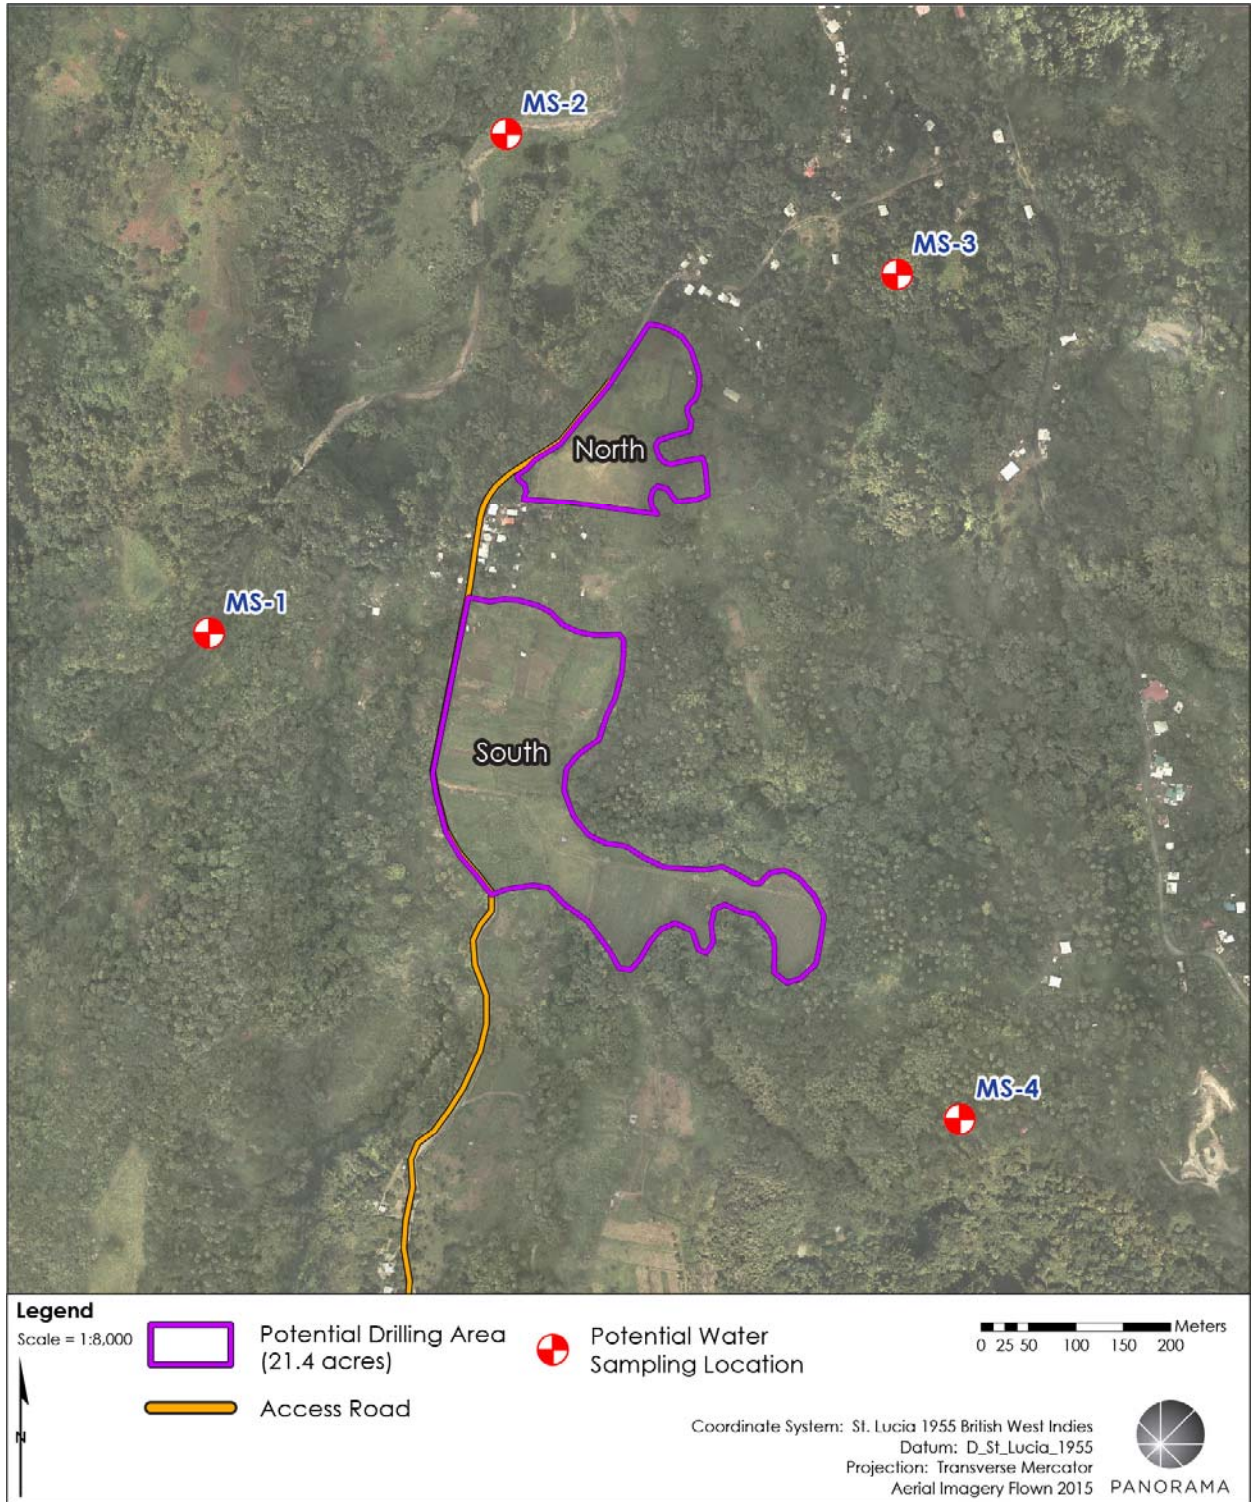 MS-2
MS-3
North
MS-1
South
MS-4
Legend
Scale = 1:8,000
N
Potential Drilling Area
(21.4 acres)
Access Road
Potential Water
Sampling Location
Meters
0 25 50 100 150 200
Coordinate System: St. Lucia 1955 British West Indies
Datum: D_St_Lucia_1955
Projection: Transverse Mercator
Aerial Imagery Flown 2015
PANORAMA